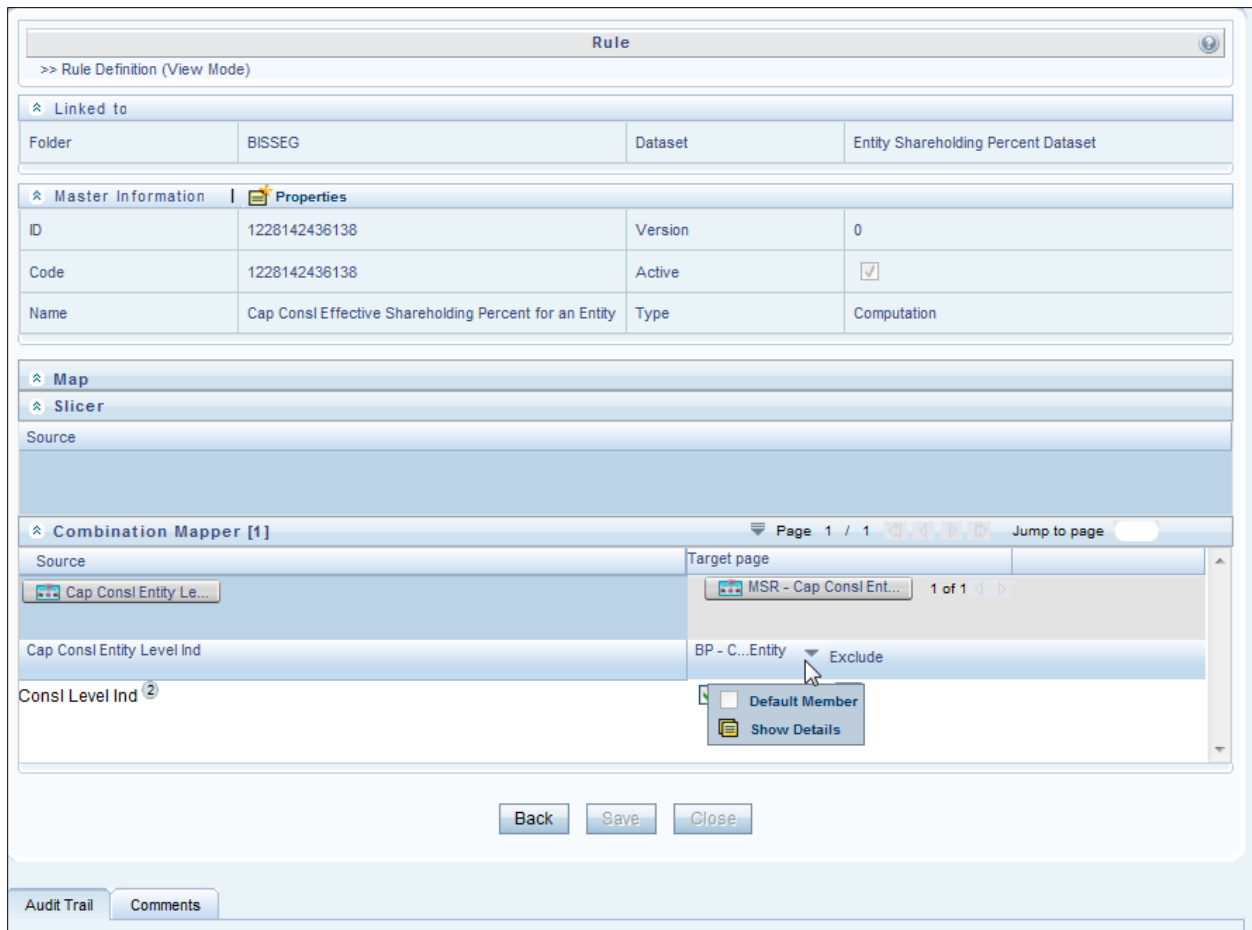 Rule
>> Rule Definition (View Mode)
Linked to
Folder BISSEG Dataset Entity Shareholding Percent Dataset
Master Information | Properties
ID 1228142436138 Version 0
Code 1228142436138 Active
Name Cap Consl Effective Shareholding Percent for an Entity Type Computation
Map
Slicer
Source
Combination Mapper [1] Page 1 / 1 Jump to page
Source Target page
Cap Consl Entity Le... MSR - Cap Consl Ent... 1 of 1
Cap Consl Entity Level Ind BP - C...Entity Exclude
Consl Level Ind 2
Default Member
Show Details
Back Save Close
Audit Trail Comments